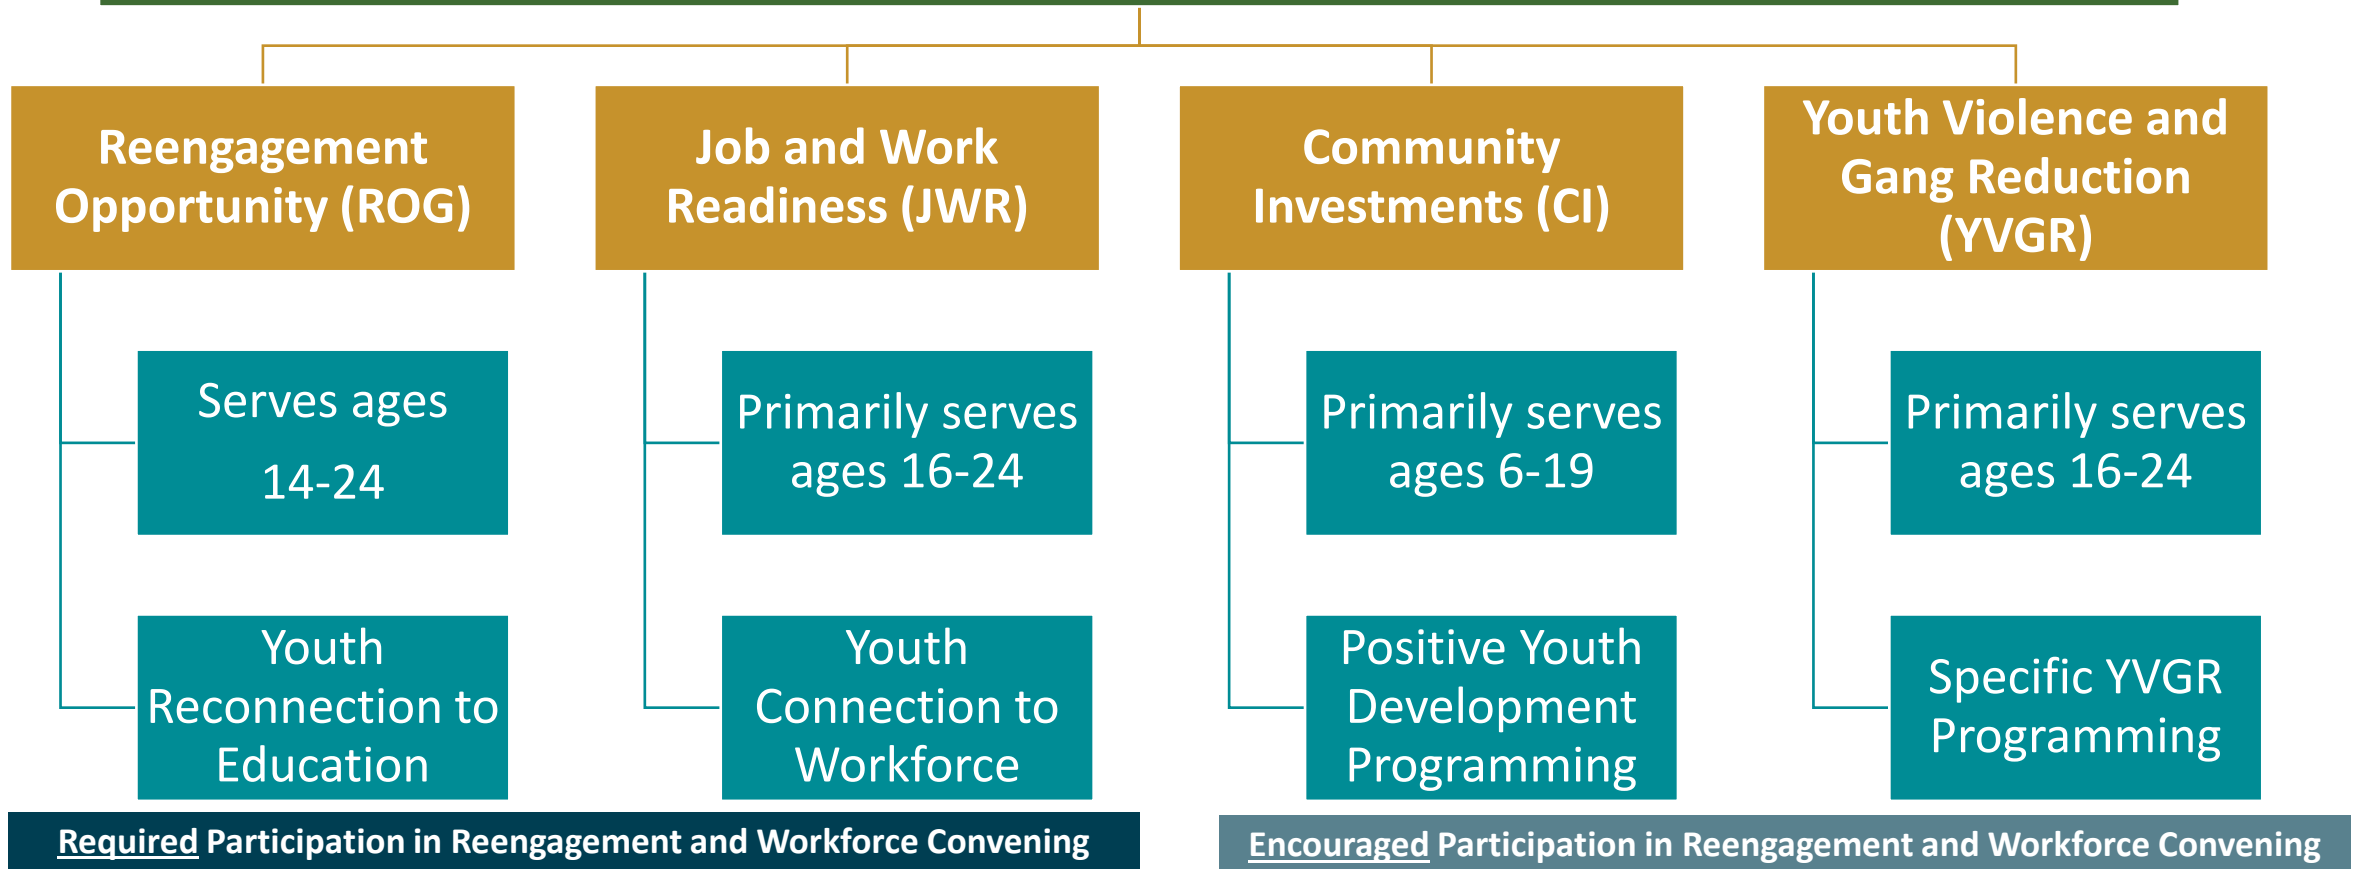 Reengagement
Opportunity (ROG)
Job and Work
Readiness (JWR)
Community
Investments (CI)
Youth Violence and
Gang Reduction
(YVGR)
Serves ages
14-24
Primarily serves
ages 16-24
Primarily serves
ages 6-19
Primarily serves
ages 16-24
Youth
Reconnection to
Education
Youth
Connection to
Workforce
Positive Youth
Development
Programming
Specific YVGR
Programming
Required Participation in Reengagement and Workforce Convening
Encouraged Participation in Reengagement and Workforce Convening